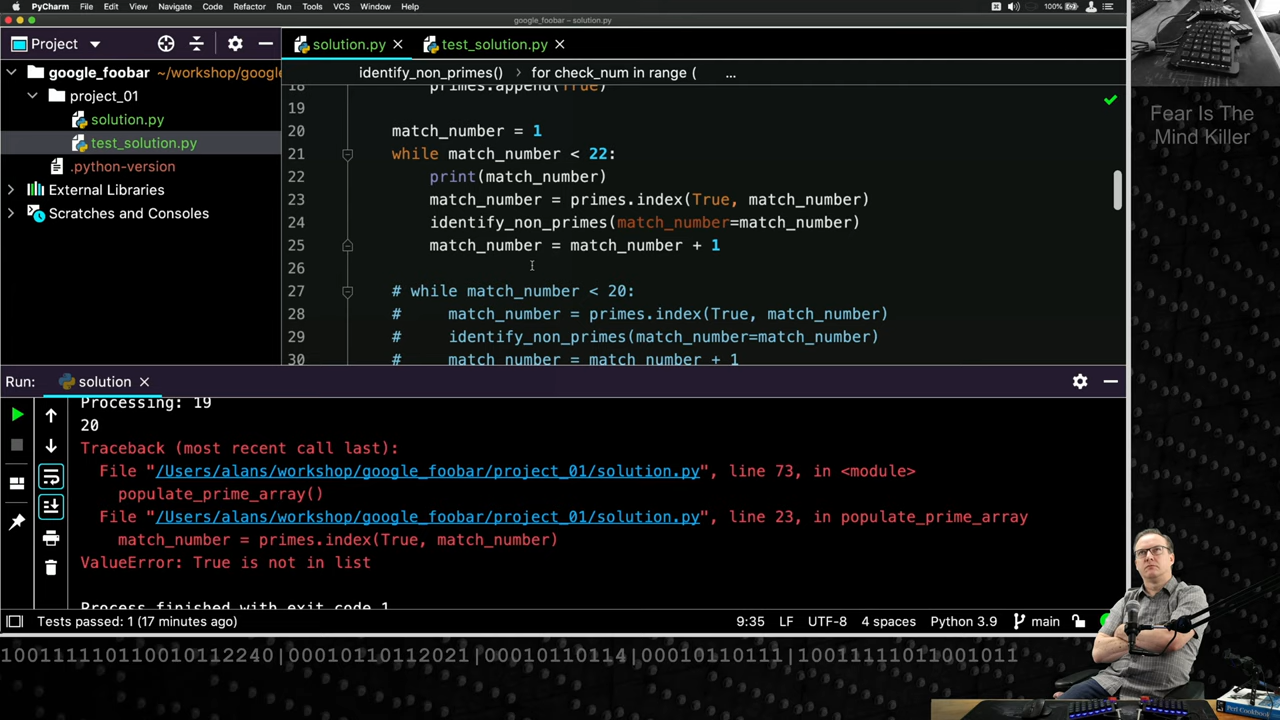 PyCharm File Edit View Navigate Code Refactor Run Tools VCS Window Help 100%
google_foobar – solution.py
Project
solution.py
test_solution.py
google_foobar ~/workshop/google
project_01
solution.py
test_solution.py
.python-version
External Libraries
Scratches and Consoles
identify_non_primes() for check_num in range ( ...
18 primes.append(True)
19
20 match_number = 1
21 while match_number < 22:
22 print(match_number)
23 match_number = primes.index(True, match_number)
24 identify_non_primes(match_number=match_number)
25 match_number = match_number + 1
26
27 # while match_number < 20:
28 # match_number = primes.index(True, match_number)
29 # identify_non_primes(match_number=match_number)
30 # match_number = match_number + 1
Run: solution
Processing: 19
20
Traceback (most recent call last):
File "/Users/alans/workshop/google_foobar/project_01/solution.py", line 73, in <module>
populate_prime_array()
File "/Users/alans/workshop/google_foobar/project_01/solution.py", line 23, in populate_prime_array
match_number = primes.index(True, match_number)
ValueError: True is not in list
Process finished with exit code 1
Tests passed: 1 (17 minutes ago) 9:35 LF UTF-8 4 spaces Python 3.9 main
Fear Is The
Mind Killer
1001111101100101122 40|00010110112021|00010110114|00010110111|1001111101100 1011
Perl Cookbook